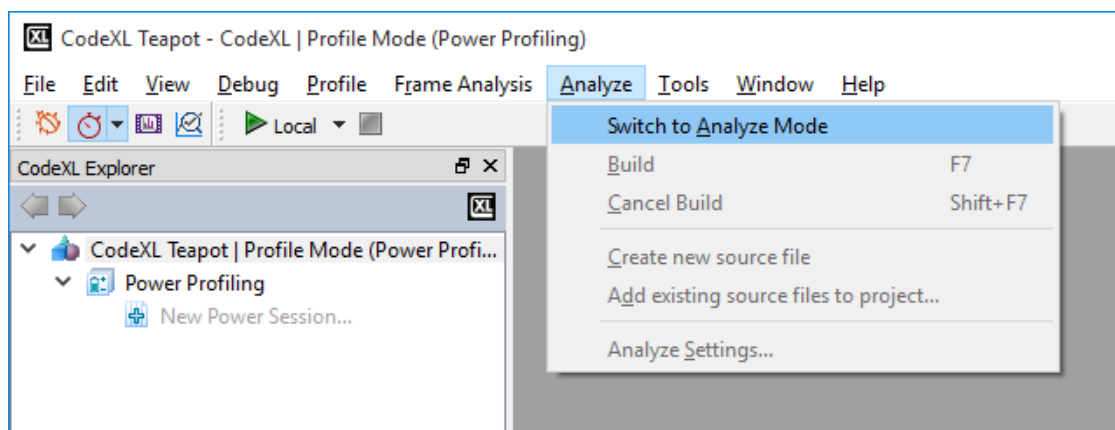 XL CodeXL Teapot - CodeXL | Profile Mode (Power Profiling)
File Edit View Debug Profile Frame Analysis Analyze Tools Window Help
Local
Switch to Analyze Mode
Build F7
Cancel Build Shift+F7
Create new source file
Add existing source files to project...
Analyze Settings...
CodeXL Explorer
XL
CodeXL Teapot | Profile Mode (Power Profi...
Power Profiling
New Power Session...